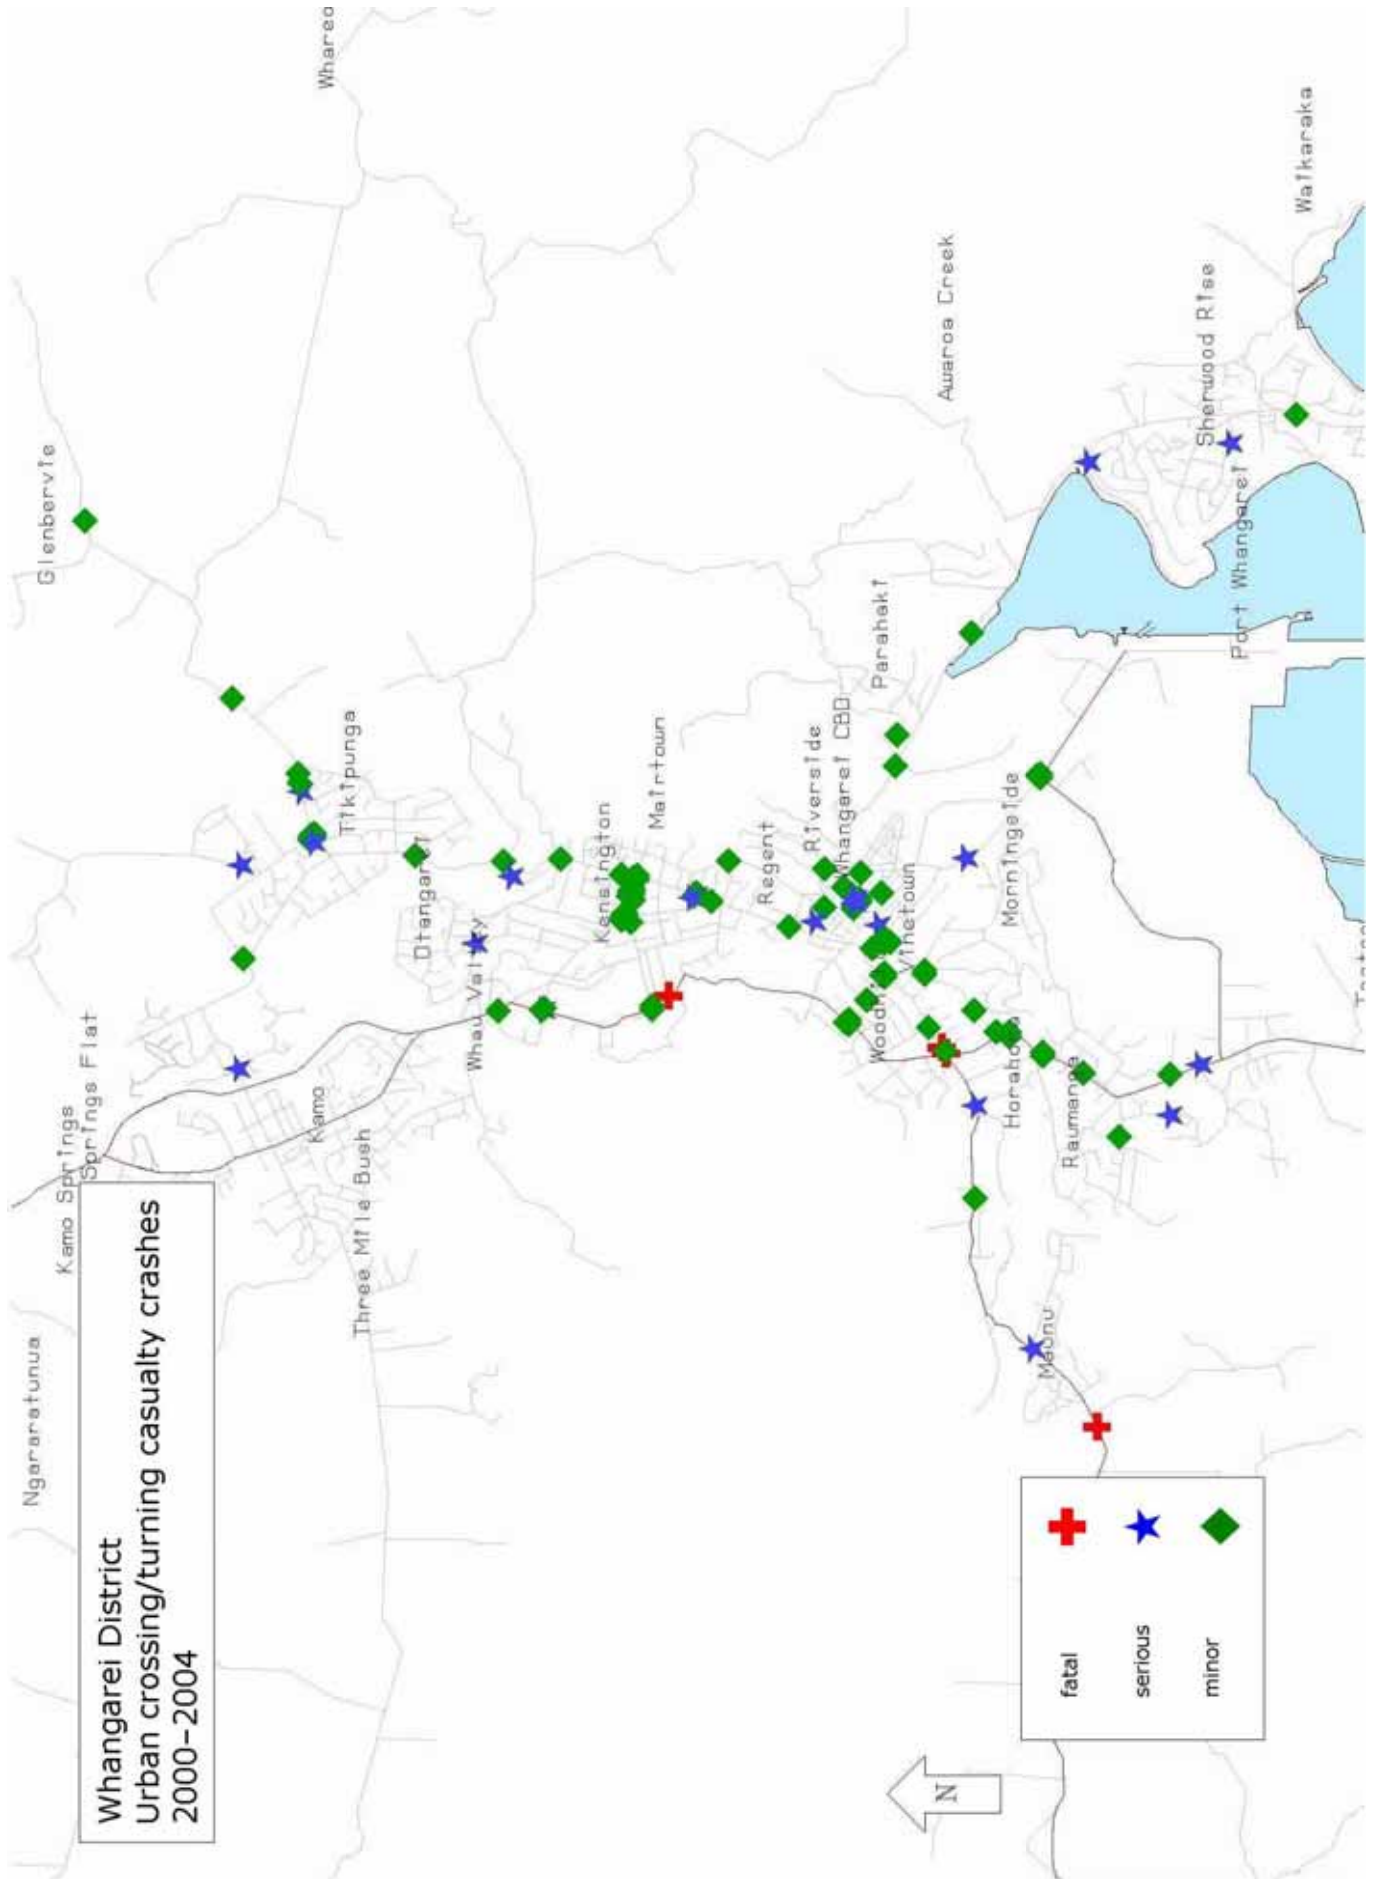 Ngararatunua
Glenbervie
Kamo Springs
Springs Flat
Whangarei District
Urban crossing/turning casualty crashes
2000–2004
Kamo
Whareo
Tikipunga
Three Mile Bush
Otangarei
Whau Valley
Kensington
Mairtown
Regent
Riverside
Whangarei CBD
Parahaki
Vinetown
Awaroa Creek
N
Horahora
Morningside
Maunu
Raumanga
fatal
serious
minor
Sherwood Rise
Port Whangarei
Waikaraka